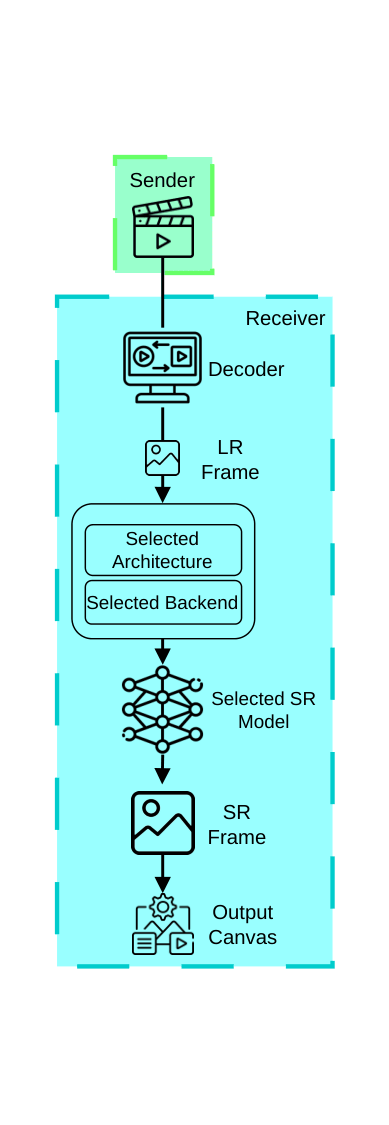 Sender
Receiver
Decoder
LR
Frame
Selected
Architecture
Selected Backend
Selected SR
Model
SR
Frame
Output
Canvas